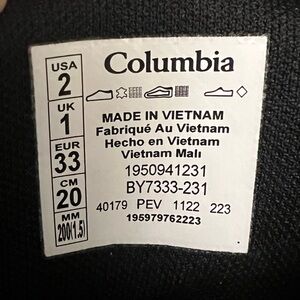 USA
2
UK
1
EUR
33
CM
20
MM
200(1.5)
Columbia
MADE IN VIETNAM
Fabriqué Au Vietnam
Hecho en Vietnam
Vietnam Malı
1950941231
BY7333-231
40179 PEV 1122 223
195979762223